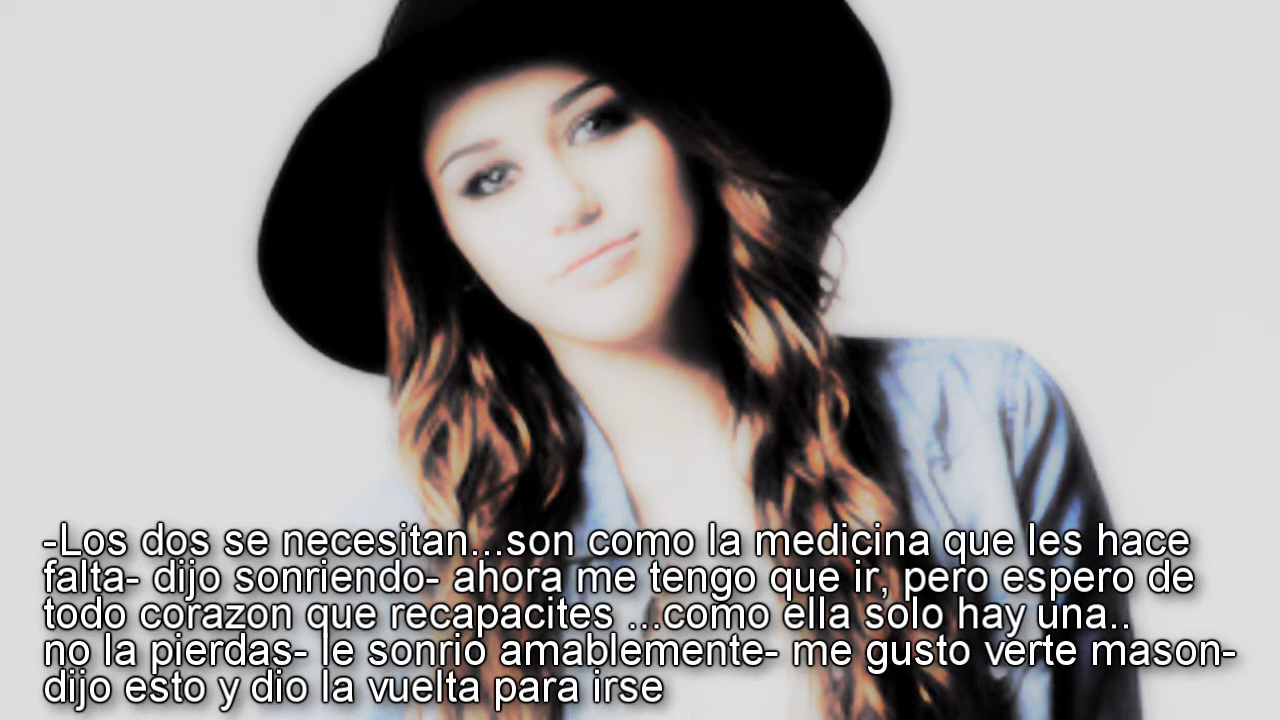 -Los dos se necesitan...son como la medicina que les hace
falta- dijo sonriendo- ahora me tengo que ir, pero espero de
todo corazon que recapacites ...como ella solo hay una..
no la pierdas- le sonrio amablemente- me gusto verte mason-
dijo esto y dio la vuelta para irse